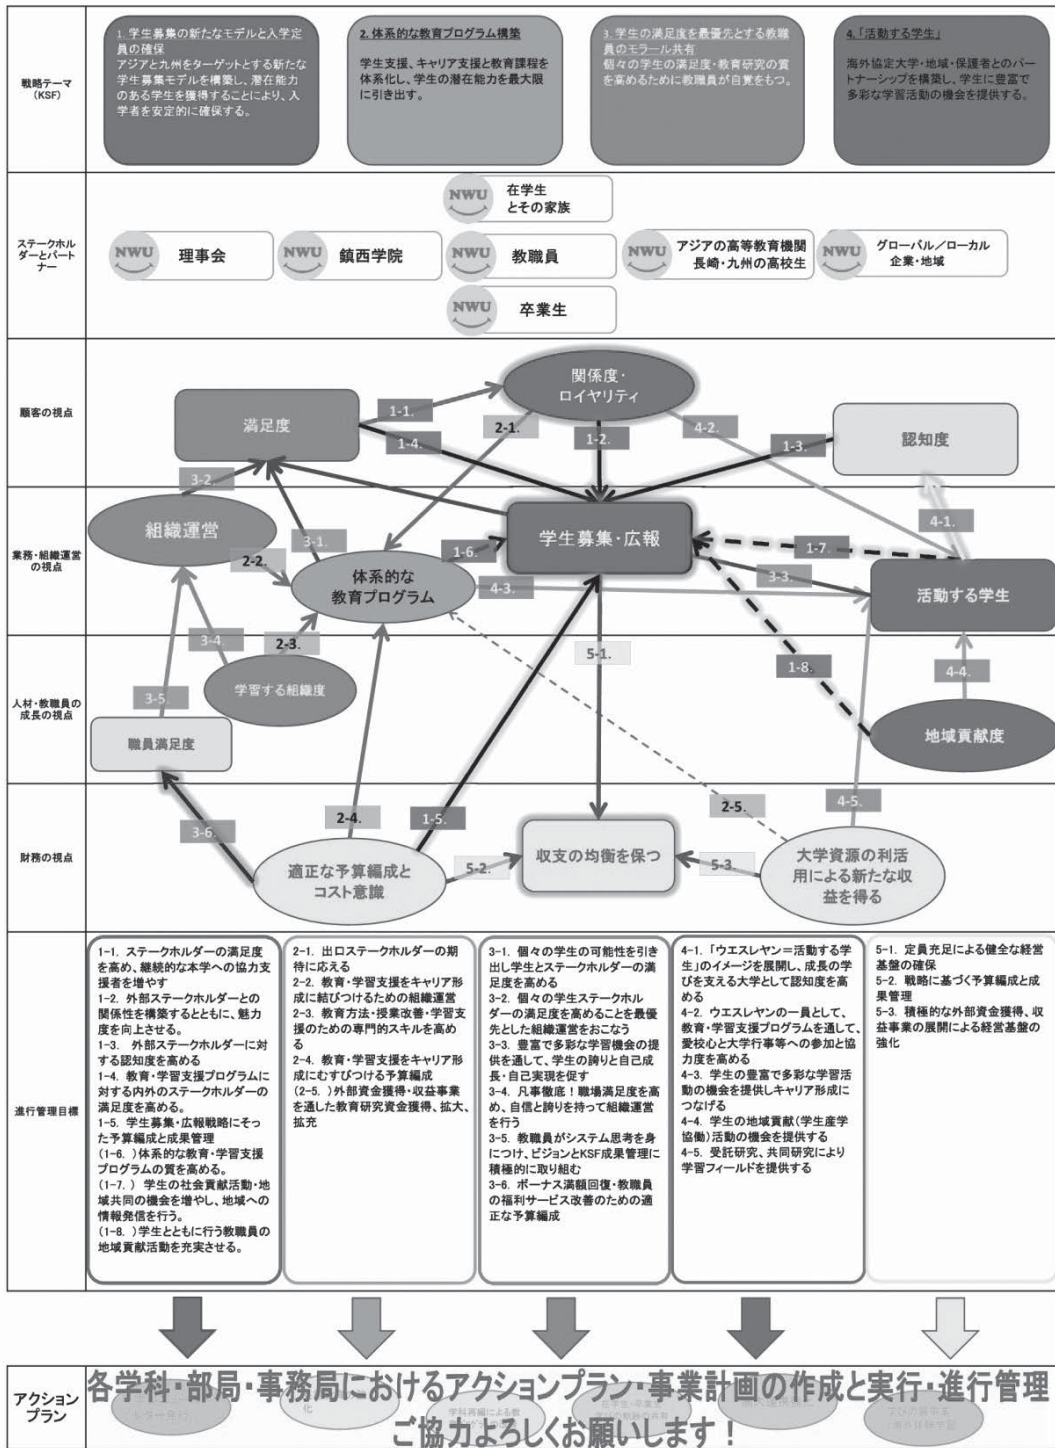 戦略テーマ
（KSF）
1. 学生募集の新たなモデルと入学定
員の確保
アジアと九州をターゲットとする新たな
学生募集モデルを構築し、潜在能力
のある学生を獲得することにより、入
学者を安定的に確保する。
2. 体系的な教育プログラム構築
学生支援、キャリア支援と教育課程を
体系化し、学生の潜在能力を最大限
に引き出す。
3. 学生の満足度を最優先とする教職
員のモラール共有
個々の学生の満足度・教育研究の質
を高めるために教職員が自覚をもつ。
4.「活動する学生」
海外協定大学・地域・保護者とのパー
トナーシップを構築し、学生に豊富で
多彩な学習活動の機会を提供する。
ステークホル
ダーとパート
ナー
NWU 在学生
とその家族
NWU 理事会
NWU 鎮西学院
NWU 教職員
NWU アジアの高等教育機関
長崎・九州の高校生
NWU グローバル／ローカル
企業・地域
NWU 卒業生
顧客の視点
満足度
関係度・
ロイヤリティ
認知度
1-1.
1-4.
2-1.
1-2.
4-2.
1-3.
業務・組織運営
の視点
3-2.
組織運営
2-2.
3-1.
体系的な
教育プログラム
1-6.
学生募集・広報
4-3.
3-3.
1-7.
4-1.
活動する学生
人材・教職員の
成長の視点
3-4.
2-3.
学習する組織度
3-5.
職員満足度
5-1.
1-8.
4-4.
地域貢献度
財務の視点
3-6.
2-4.
1-5.
適正な予算編成と
コスト意識
5-2.
収支の均衡を保つ
5-3.
2-5.
4-5.
大学資源の利活
用による新たな収
益を得る
進行管理目標
1-1. ステークホルダーの満足度
を高め、継続的な本学への協力支
援者を増やす
1-2. 外部ステークホルダーとの
関係性を構築するとともに、魅力
度を向上させる。
1-3. 外部ステークホルダーに対
する認知度を高める
1-4. 教育・学習支援プログラムに
対する内外のステークホルダーの
満足度を高める。
1-5. 学生募集・広報戦略にそっ
た予算編成と成果管理
（1-6. ）体系的な教育・学習支援
プログラムの質を高める。
（1-7. ） 学生の社会貢献活動・地
域共同の機会を増やし、地域への
情報発信を行う。
（1-8. ）学生とともに行う教職員の
地域貢献活動を充実させる。
2-1. 出口ステークホルダーの期
待に応える
2-2. 教育・学習支援をキャリア形成
に結びつけるための組織運営
2-3. 教育方法・授業改善・学習支
援のための専門的スキルを高め
る
2-4. 教育・学習支援をキャリア形
成にむすびつける予算編成
（2-5. ）外部資金獲得・収益事業
を通した教育研究資金獲得、拡大、
拡充
3-1. 個々の学生の可能性を引き
出し学生とステークホルダーの満
足度を高める
3-2. 個々の学生ステークホル
ダーの満足度を高めることを最優
先とした組織運営をおこなう
3-3. 豊富で多彩な学習機会の提
供を通して、学生の誇りと自己成
長・自己実現を促す
3-4. 凡事徹底！職場満足度を高
め、自信と誇りを持って組織運営
を行う
3-5. 教職員がシステム思考を身
につけ、ビジョンとKSF成果管理に
積極的に取り組む
3-6. ボーナス満額回復・教職員
の福利サービス改善のための適
正な予算編成
4-1. 「ウエスレヤン＝活動する学
生」のイメージを展開し、成長の学
びを支える大学として認知度を高
める
4-2. ウエスレヤンの一員として、
教育・学習支援プログラムを通して、
愛校心と大学行事等への参加と協
力度を高める
4-3. 学生の豊富で多彩な学習活
動の機会を提供しキャリア形成に
つなげる
4-4. 学生の地域貢献（学生産学
協働）活動の機会を提供する
4-5. 受託研究、共同研究により
学習フィールドを提供する
5-1. 定員充足による健全な経営
基盤の確保
5-2. 戦略に基づく予算編成と成
果管理
5-3. 積極的な外部資金獲得、収
益事業の展開による経営基盤の
強化
アクション
プラン
各学科・部局・事務局におけるアクションプラン・事業計画の作成と実行・進行管理
ご協力よろしくお願いします！